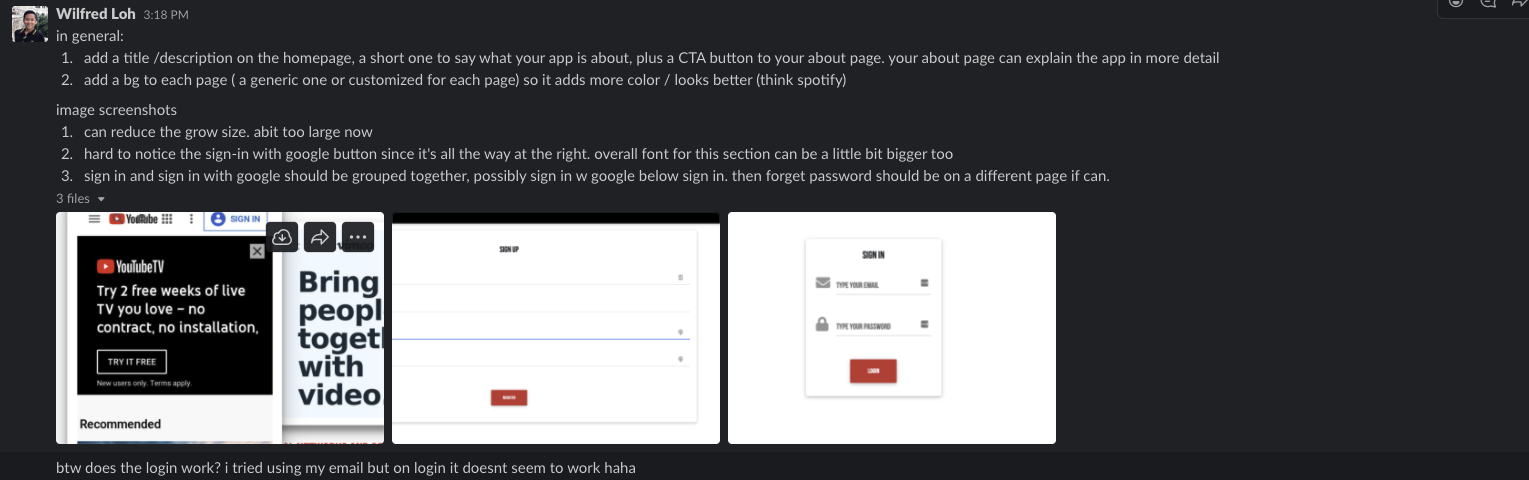 Wilfred Loh 3:18 PM
in general:
1. add a title /description on the homepage, a short one to say what your app is about, plus a CTA button to your about page. your about page can explain the app in more detail
2. add a bg to each page ( a generic one or customized for each page) so it adds more color / looks better (think spotify)
image screenshots
1. can reduce the grow size. abit too large now
2. hard to notice the sign-in with google button since it's all the way at the right. overall font for this section can be a little bit bigger too
3. sign in and sign in with google should be grouped together, possibly sign in w google below sign in. then forget password should be on a different page if can.
3 files
YouTube
SIGN IN
YouTubeTV
Try 2 free weeks of live
TV you love – no
contract, no installation,
TRY IT FREE
New users only. Terms apply.
Recommended
Bring
peopl
togetl
with
video.
SIGN UP
REGISTER
SIGN IN
TYPE YOUR EMAIL
TYPE YOUR PASSWORD
LOGIN
btw does the login work? i tried using my email but on login it doesnt seem to work haha